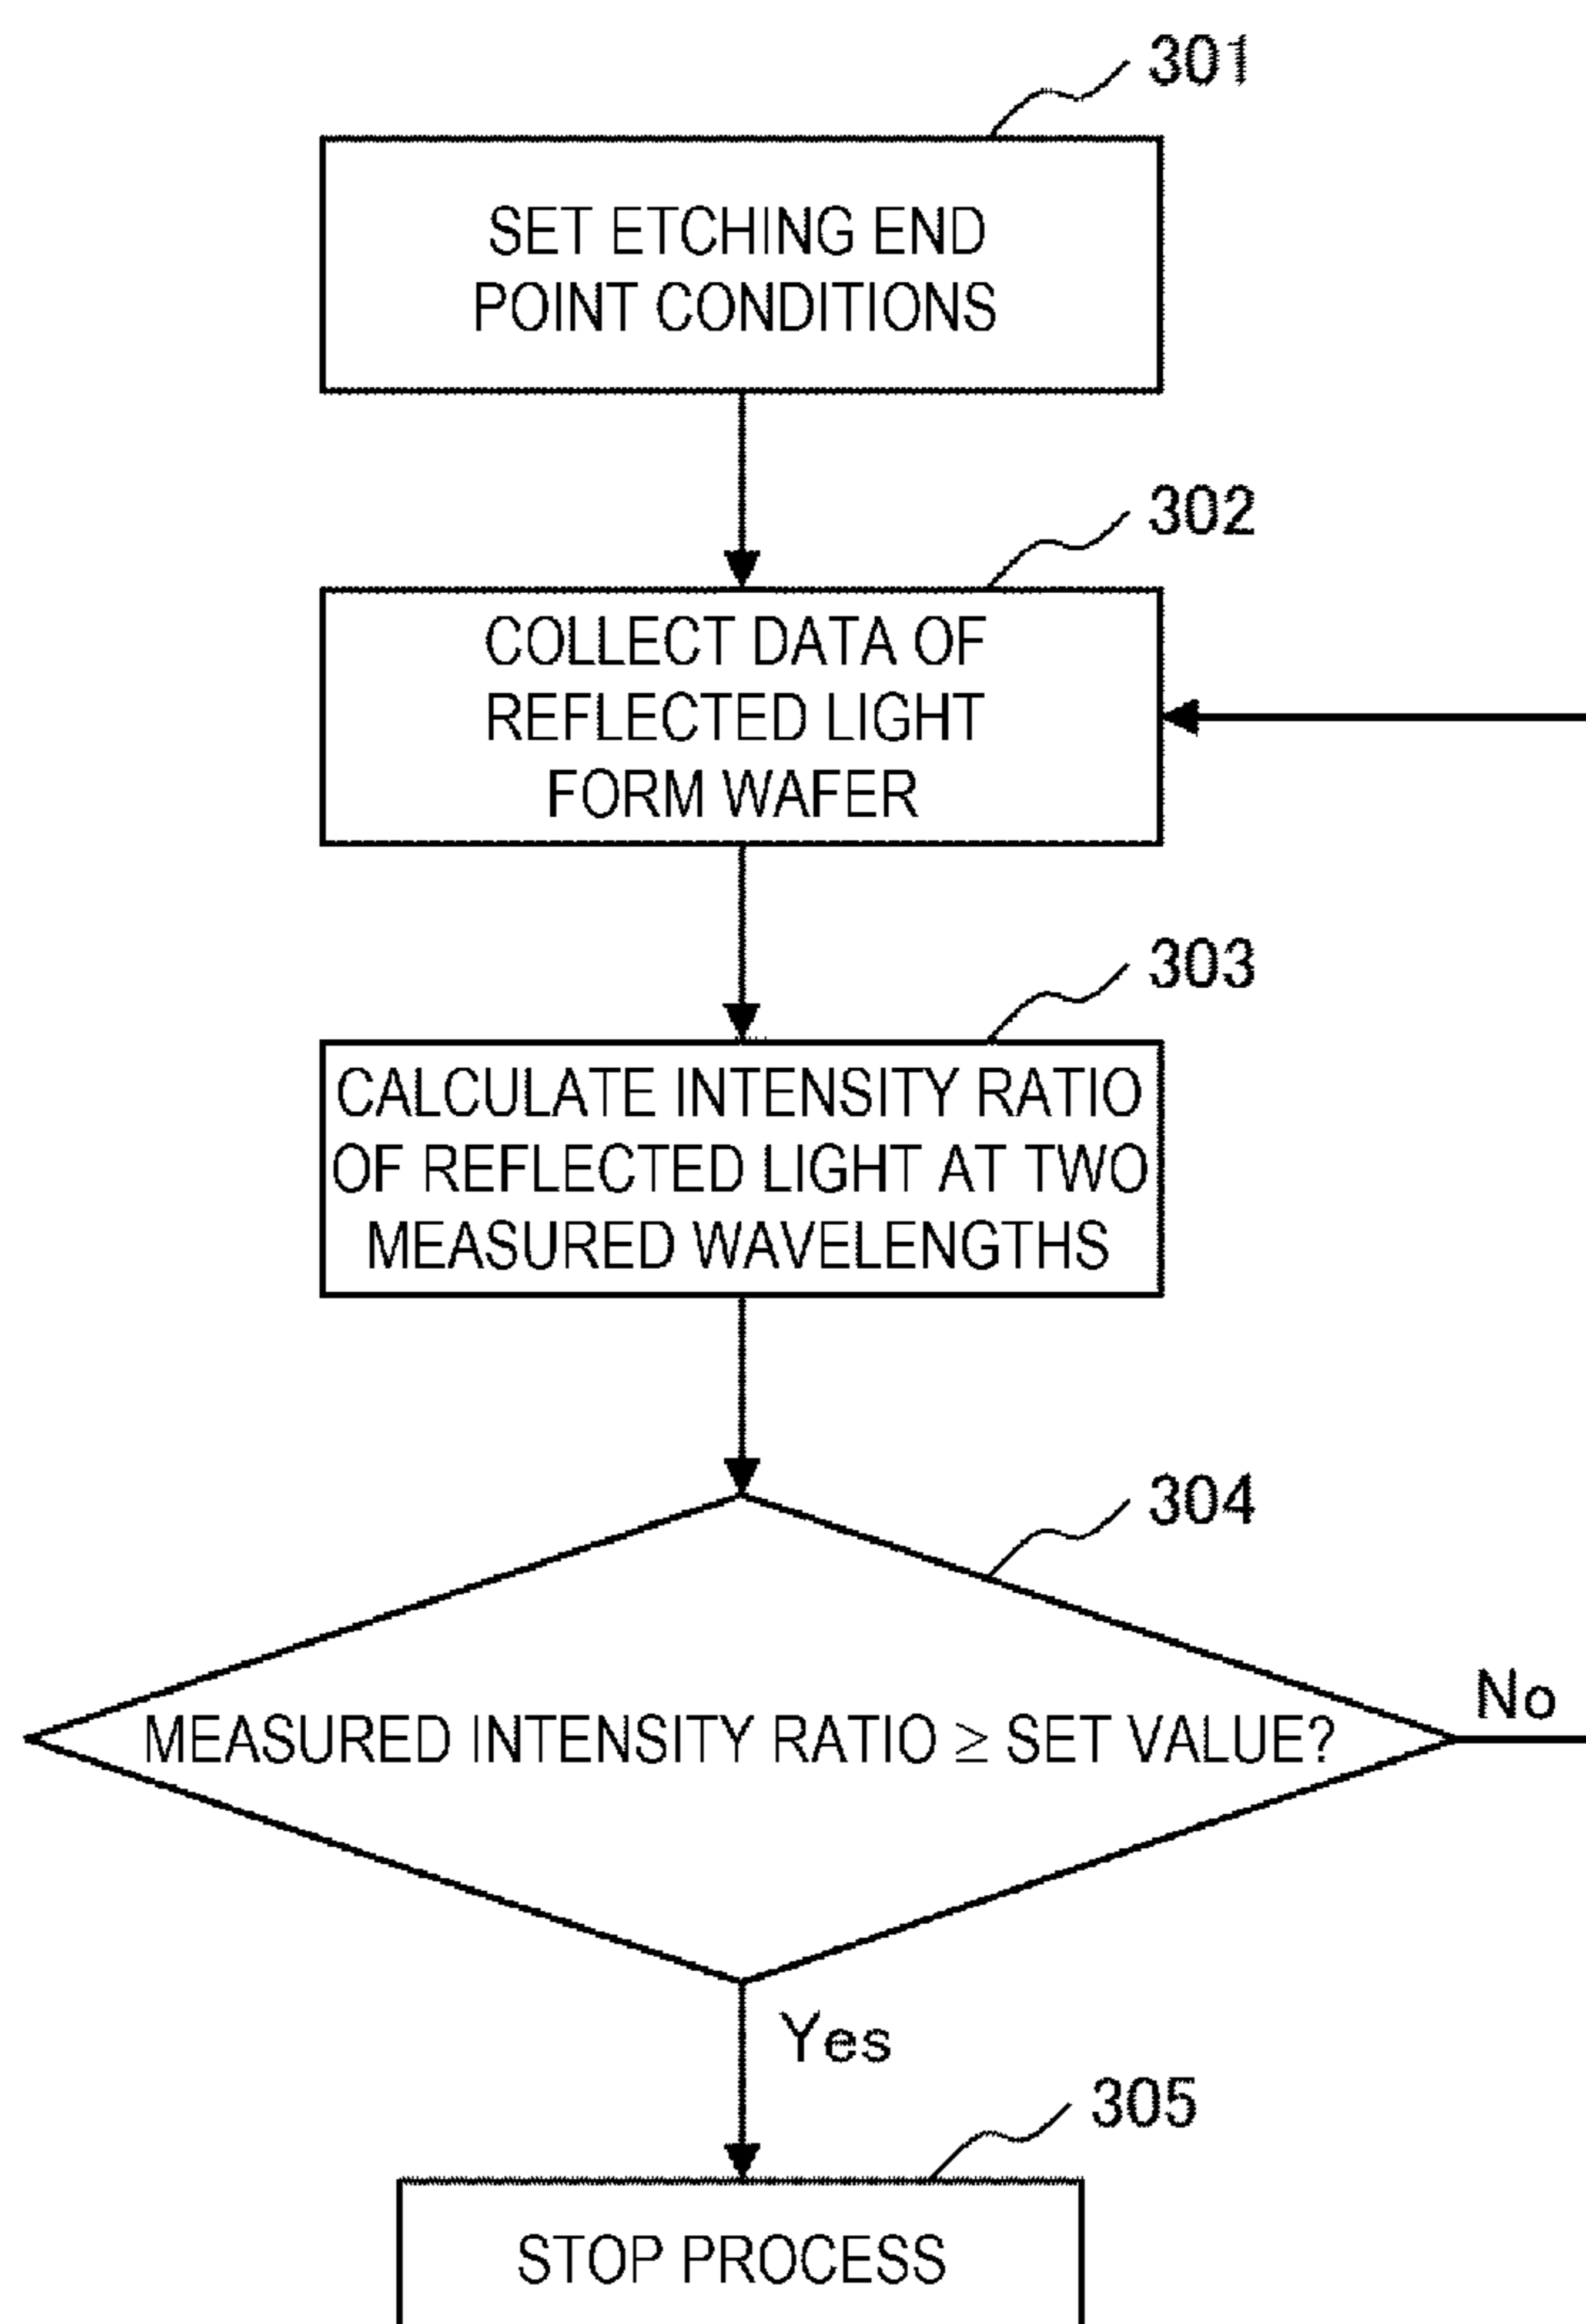 301
SET ETCHING END
POINT CONDITIONS
302
COLLECT DATA OF
REFLECTED LIGHT
FORM WAFER
303
CALCULATE INTENSITY RATIO
OF REFLECTED LIGHT AT TWO
MEASURED WAVELENGTHS
304
MEASURED INTENSITY RATIO ≥ SET VALUE?
No
Yes
305
STOP PROCESS